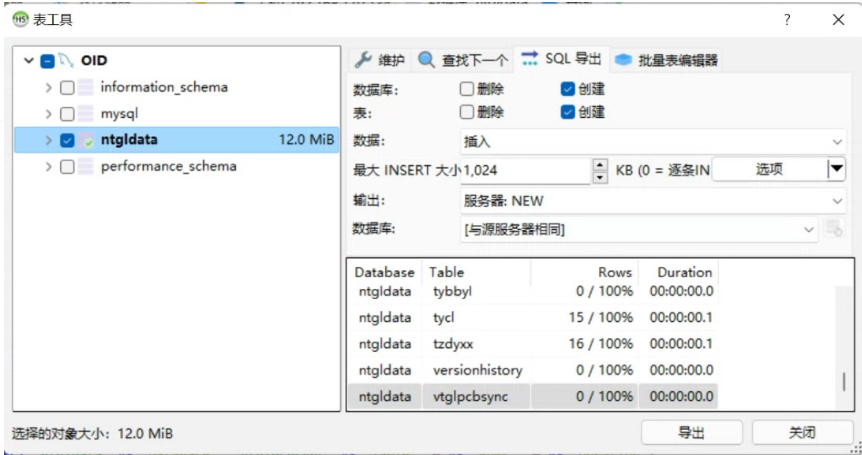 HS 表工具 ?
OID
information_schema
mysql
ntgldata 12.0 MiB
performance_schema
维护 查找下一个 SQL 导出 批量表编辑器
数据库: 删除 创建
表: 删除 创建
数据: 插入
最大 INSERT 大小1,024 KB (0 = 逐条IN 选项
输出: 服务器: NEW
数据库: [与源服务器相同]
Database Table Rows Duration
ntgldata tybbyl 0 / 100% 00:00:00.0
ntgldata tycl 15 / 100% 00:00:00.1
ntgldata tzdyxx 16 / 100% 00:00:00.1
ntgldata versionhistory 0 / 100% 00:00:00.0
ntgldata vtglpcbsync 0 / 100% 00:00:00.0
选择的对象大小: 12.0 MiB 导出 关闭